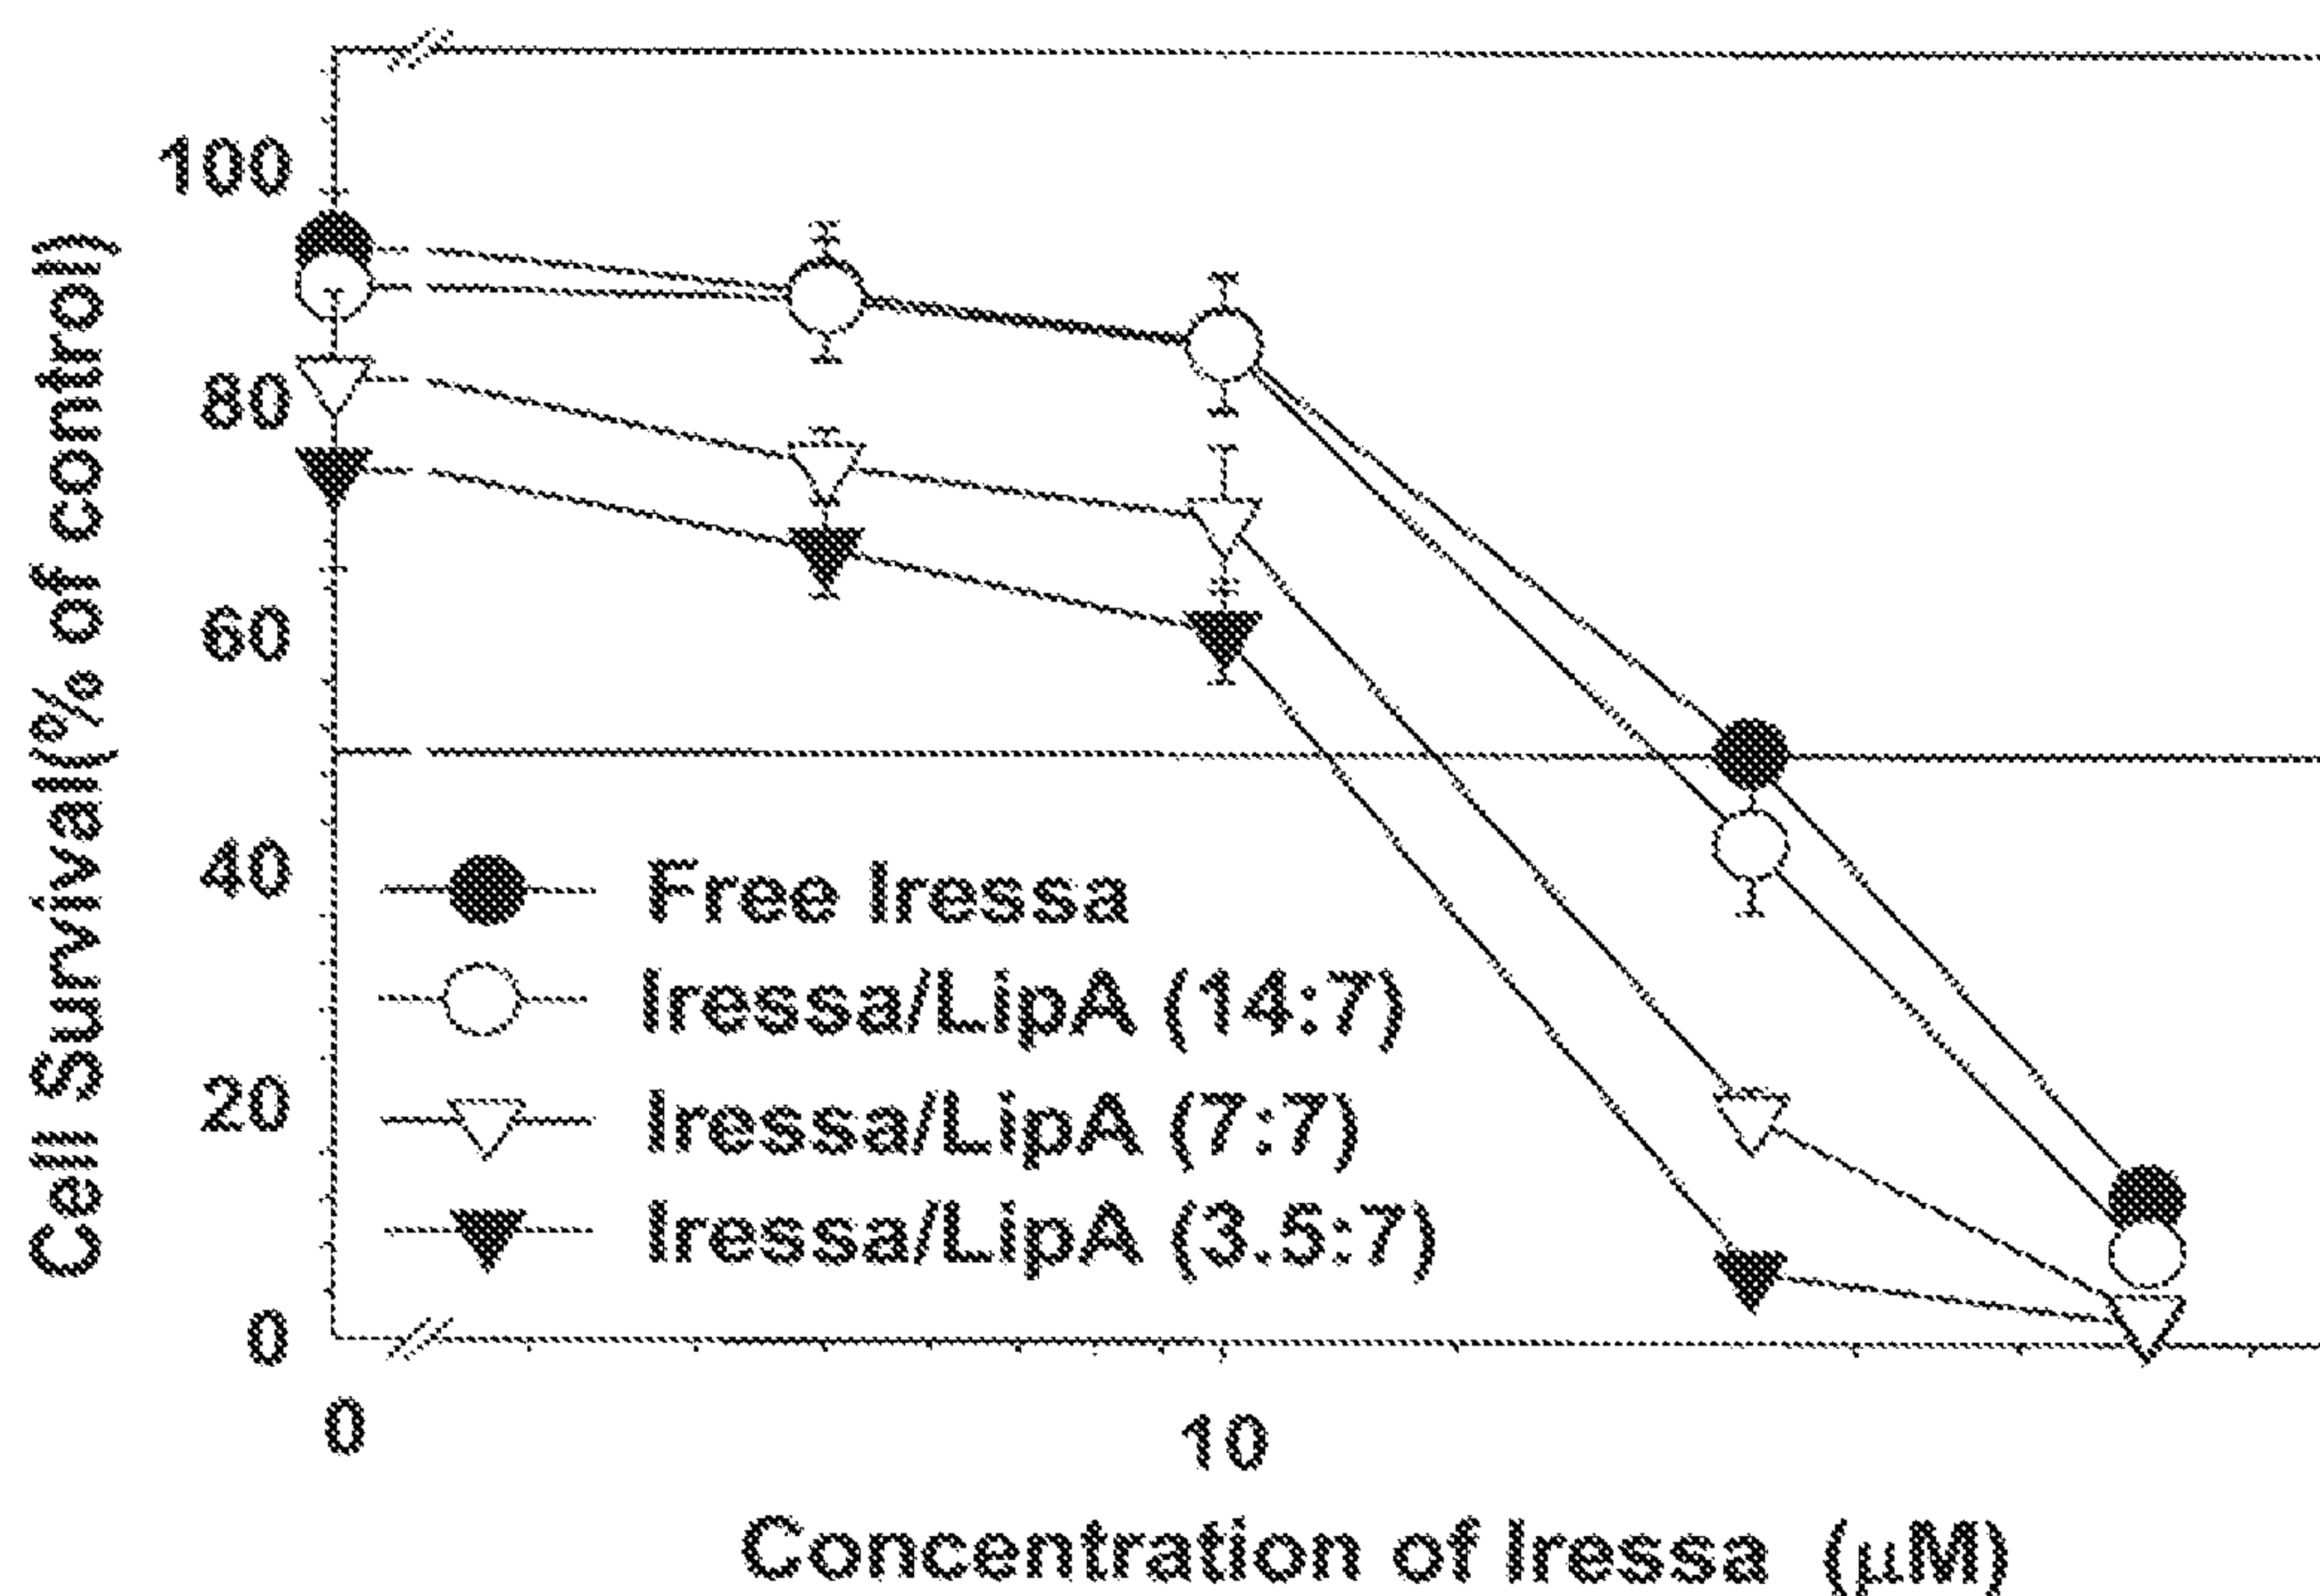 Cell Survival(% of control)
100
80
60
40
20
0
Free Iressa
Iressa/LipA (14:7)
Iressa/LipA (7:7)
Iressa/LipA (3.5:7)
0
10
Concentration of Iressa (μM)